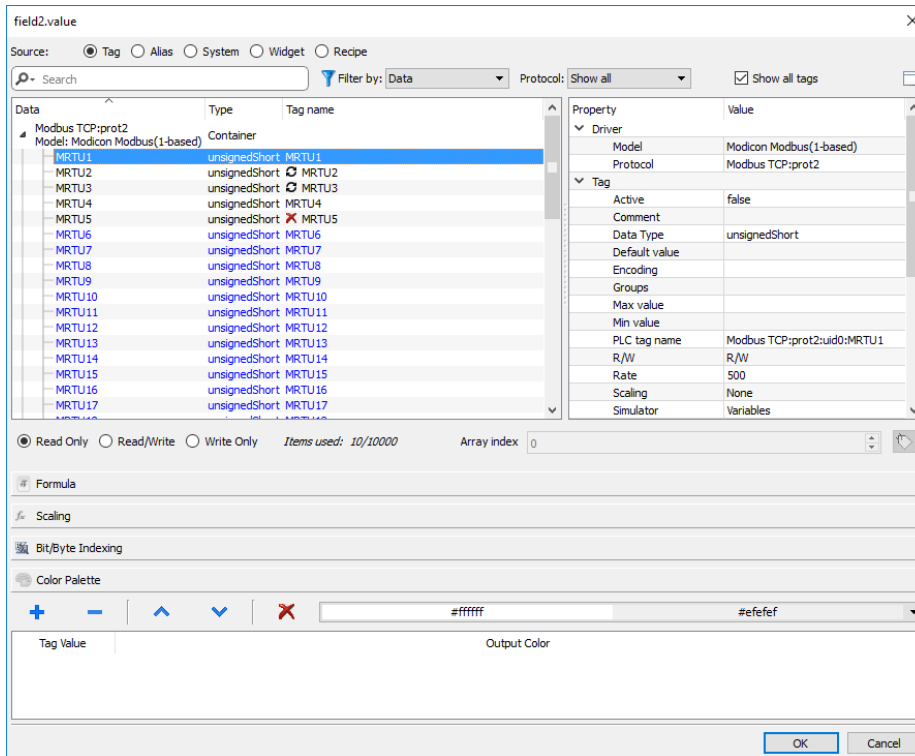 field2.value
Source: Tag Alias System Widget Recipe
Search Filter by: Data Protocol: Show all Show all tags
Data Type Tag name Property Value
Modbus TCP:prot2
Model: Modicon Modbus(1-based) Container
MRTU1 unsignedShort MRTU1
MRTU2 unsignedShort MRTU2
MRTU3 unsignedShort MRTU3
MRTU4 unsignedShort MRTU4
MRTU5 unsignedShort MRTU5
MRTU6 unsignedShort MRTU6
MRTU7 unsignedShort MRTU7
MRTU8 unsignedShort MRTU8
MRTU9 unsignedShort MRTU9
MRTU10 unsignedShort MRTU10
MRTU11 unsignedShort MRTU11
MRTU12 unsignedShort MRTU12
MRTU13 unsignedShort MRTU13
MRTU14 unsignedShort MRTU14
MRTU15 unsignedShort MRTU15
MRTU16 unsignedShort MRTU16
MRTU17 unsignedShort MRTU17
Driver
Model Modicon Modbus(1-based)
Protocol Modbus TCP:prot2
Tag
Active false
Comment
Data Type unsignedShort
Default value
Encoding
Groups
Max value
Min value
PLC tag name Modbus TCP:prot2:uid0:MRTU1
R/W R/W
Rate 500
Scaling None
Simulator Variables
Read Only Read/Write Write Only Items used: 10/10000 Array index 0
Formula
Scaling
Bit/Byte Indexing
Color Palette
#ffffff #efefef
Tag Value Output Color
OK Cancel